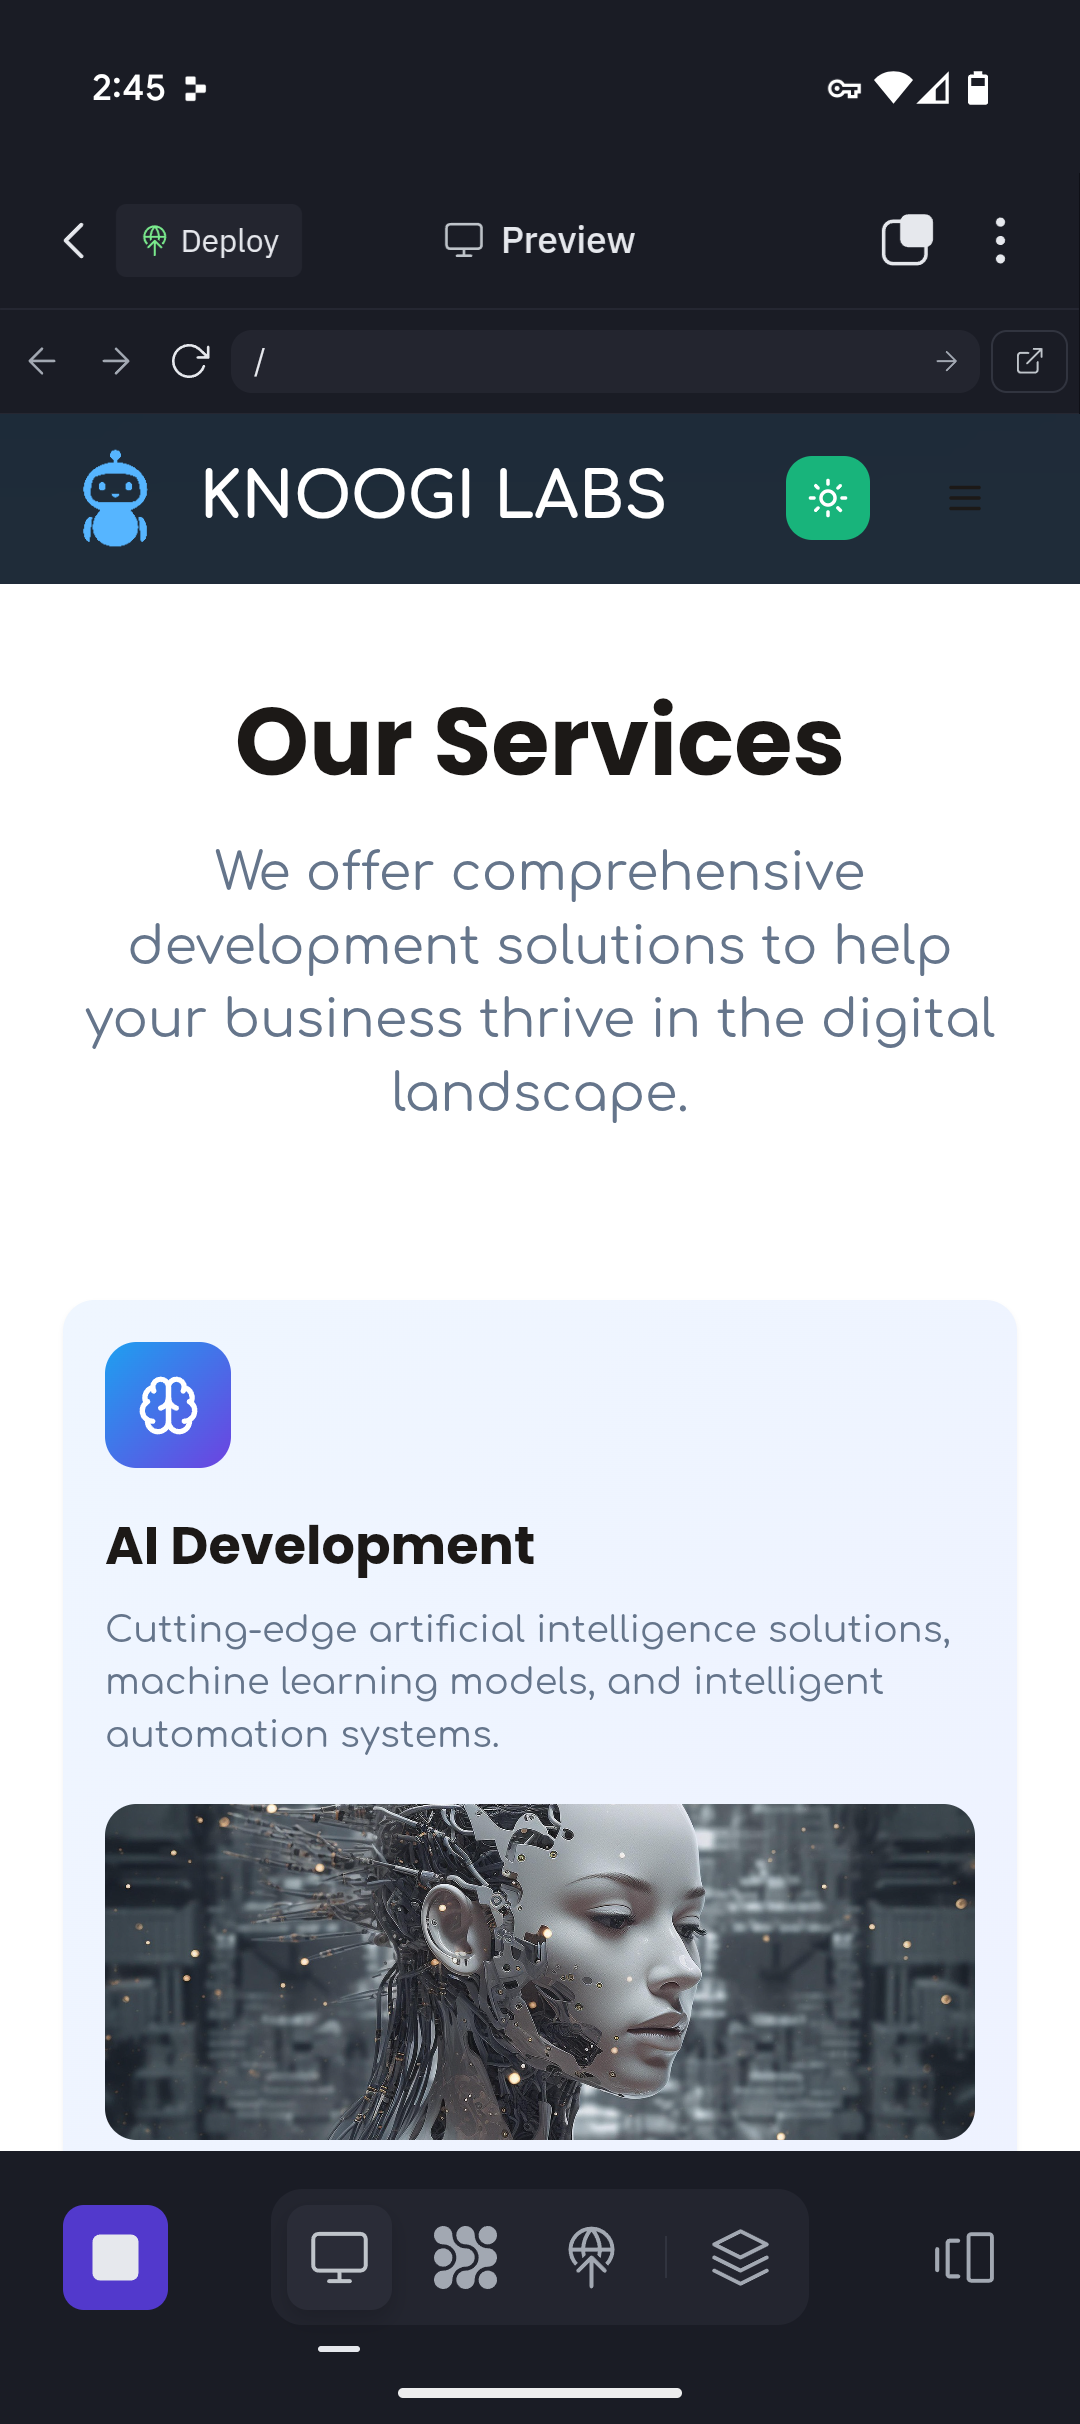 2:45
Deploy
Preview
/
KNOOGI LABS
Our Services
We offer comprehensive
development solutions to help
your business thrive in the digital
landscape.
AI Development
Cutting-edge artificial intelligence solutions,
machine learning models, and intelligent
automation systems.